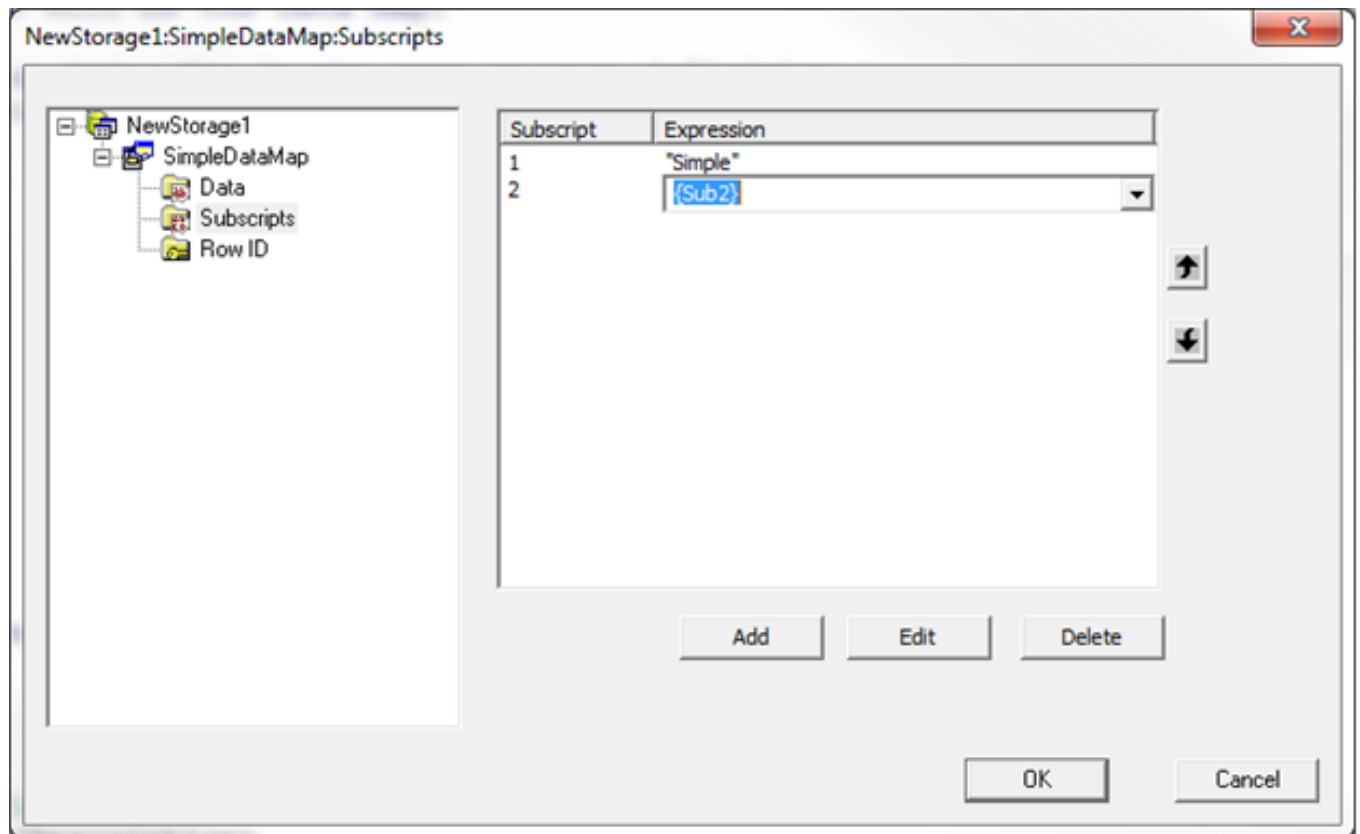 NewStorage1:SimpleDataMap:Subscripts
NewStorage1
SimpleDataMap
Data
Subscripts
Row ID
Subscript Expression
1 "Simple"
2 {Sub2}
Add Edit Delete
OK Cancel